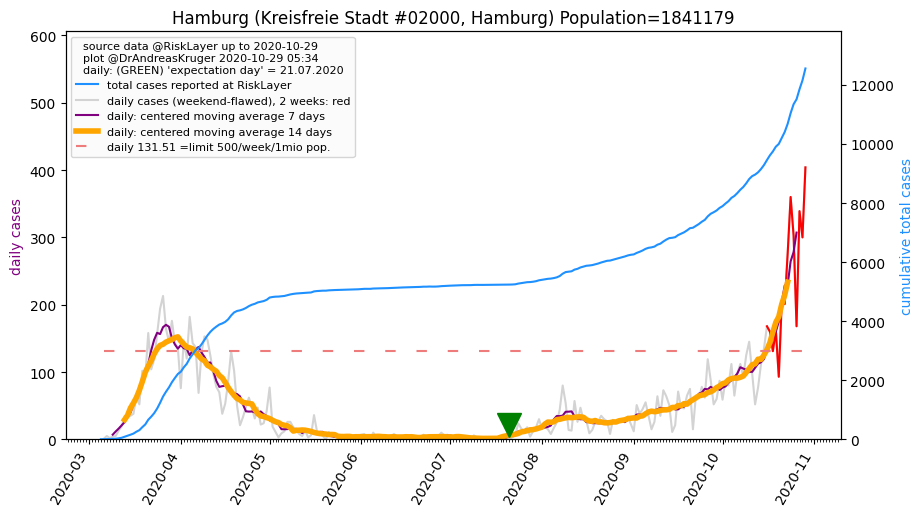 Hamburg (Kreisfreie Stadt #02000, Hamburg) Population=1841179
source data @RiskLayer up to 2020-10-29
plot @DrAndreasKruger 2020-10-29 05:34
daily: (GREEN) 'expectation day' = 21.07.2020
total cases reported at RiskLayer
daily cases (weekend-flawed), 2 weeks: red
daily: centered moving average 7 days
daily: centered moving average 14 days
daily 131.51 =limit 500/week/1mio pop.
daily cases
600
500
400
300
200
100
0
cumulative total cases
12000
10000
8000
6000
4000
2000
0
2020-03
2020-04
2020-05
2020-06
2020-07
2020-08
2020-09
2020-10
2020-11